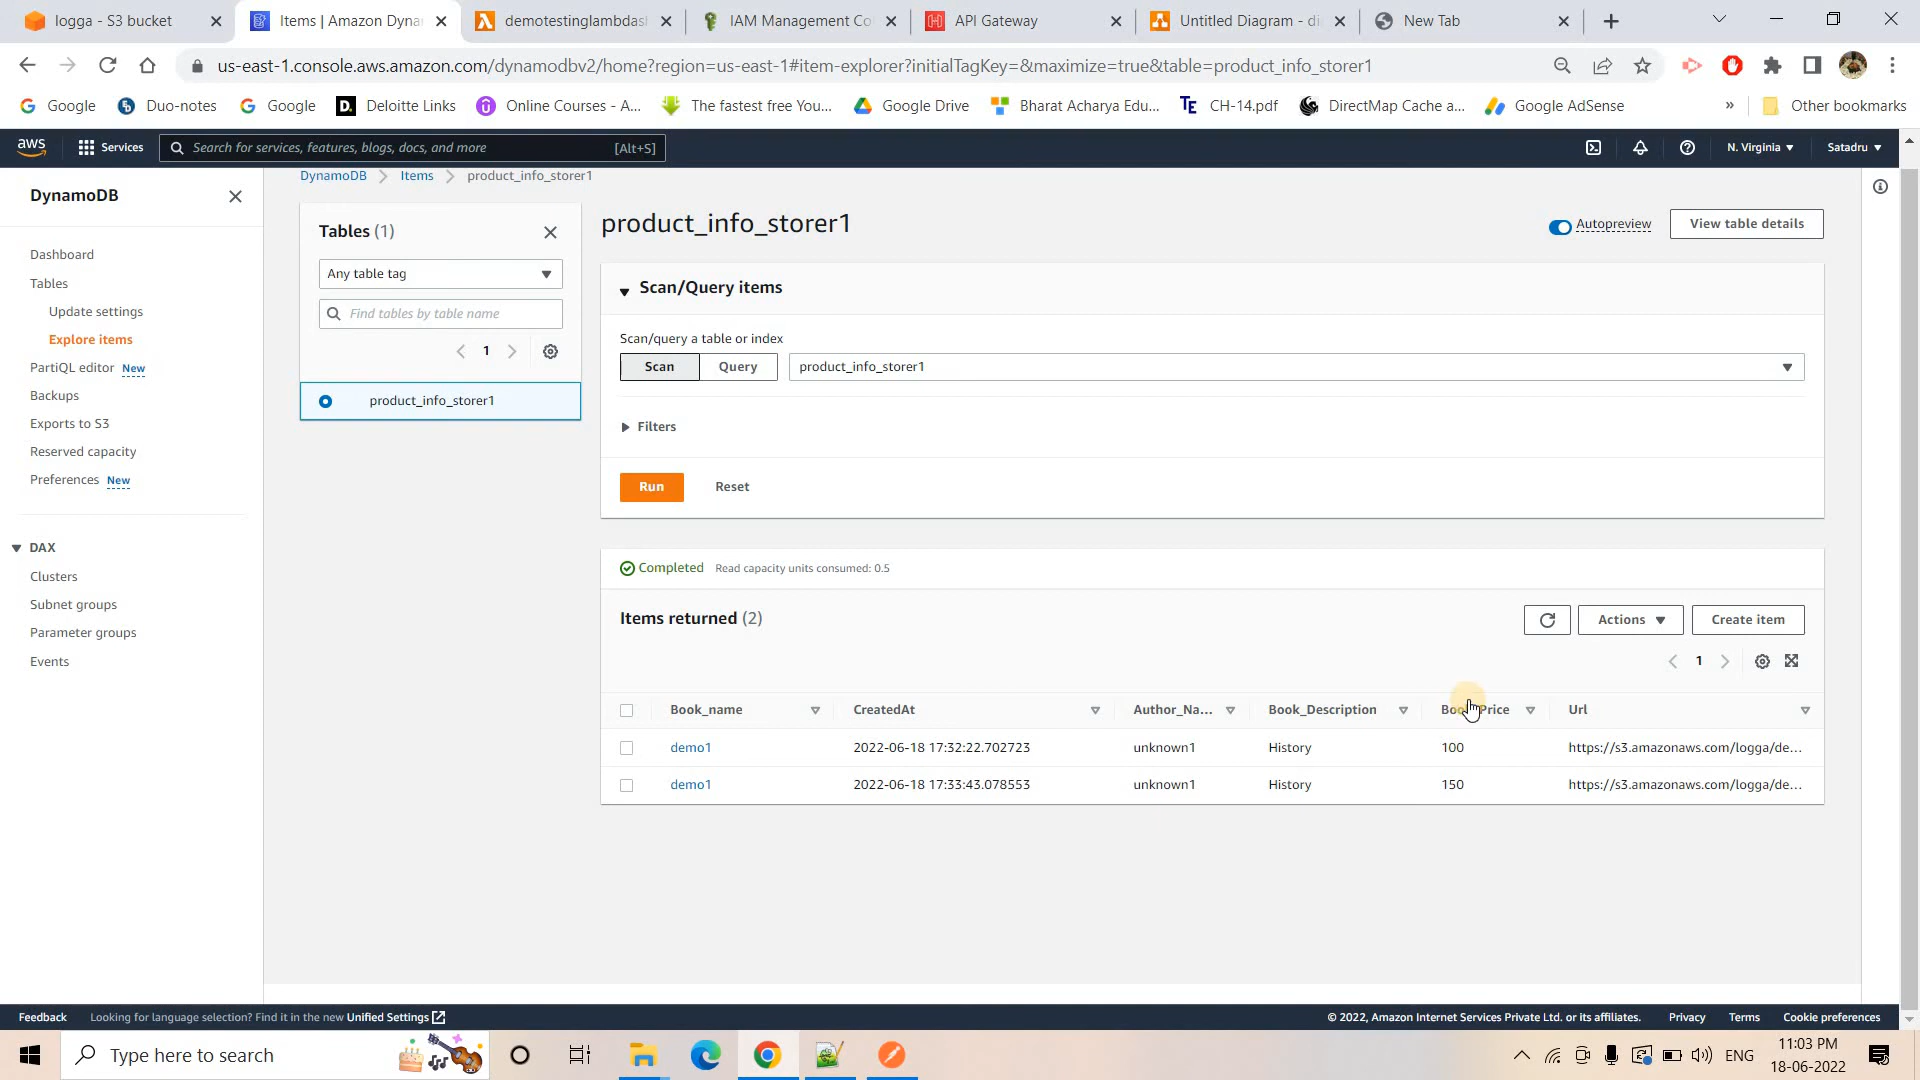 logga - S3 bucket
Items | Amazon Dyna
demotestinglambdas
IAM Management Co
API Gateway
Untitled Diagram - di
New Tab
us-east-1.console.aws.amazon.com/dynamodbv2/home?region=us-east-1#item-explorer?initialTagKey=&maximize=true&table=product_info_storer1
Google
Duo-notes
Google
Deloitte Links
Online Courses - A...
The fastest free You...
Google Drive
Bharat Acharya Edu...
CH-14.pdf
DirectMap Cache a...
Google AdSense
»
Other bookmarks
aws
Services
Search for services, features, blogs, docs, and more
[Alt+S]
N. Virginia
Satadru
DynamoDB
Dashboard
Tables
Update settings
Explore items
PartiQL editor New
Backups
Exports to S3
Reserved capacity
Preferences New
DAX
Clusters
Subnet groups
Parameter groups
Events
DynamoDB > Items > product_info_storer1
Tables (1)
Any table tag
Find tables by table name
1
product_info_storer1
product_info_storer1
Autopreview
View table details
Scan/Query items
Scan/query a table or index
Scan
Query
product_info_storer1
Filters
Run
Reset
Completed
Read capacity units consumed: 0.5
Items returned (2)
Actions
Create item
1
Book_name CreatedAt Author_Na... Book_Description Book_Price Url
demo1 2022-06-18 17:32:22.702723 unknown1 History 100 https://s3.amazonaws.com/logga/de...
demo1 2022-06-18 17:33:43.078553 unknown1 History 150 https://s3.amazonaws.com/logga/de...
Feedback
Looking for language selection? Find it in the new Unified Settings
© 2022, Amazon Internet Services Private Ltd. or its affiliates.
Privacy
Terms
Cookie preferences
Type here to search
ENG
11:03 PM
18-06-2022